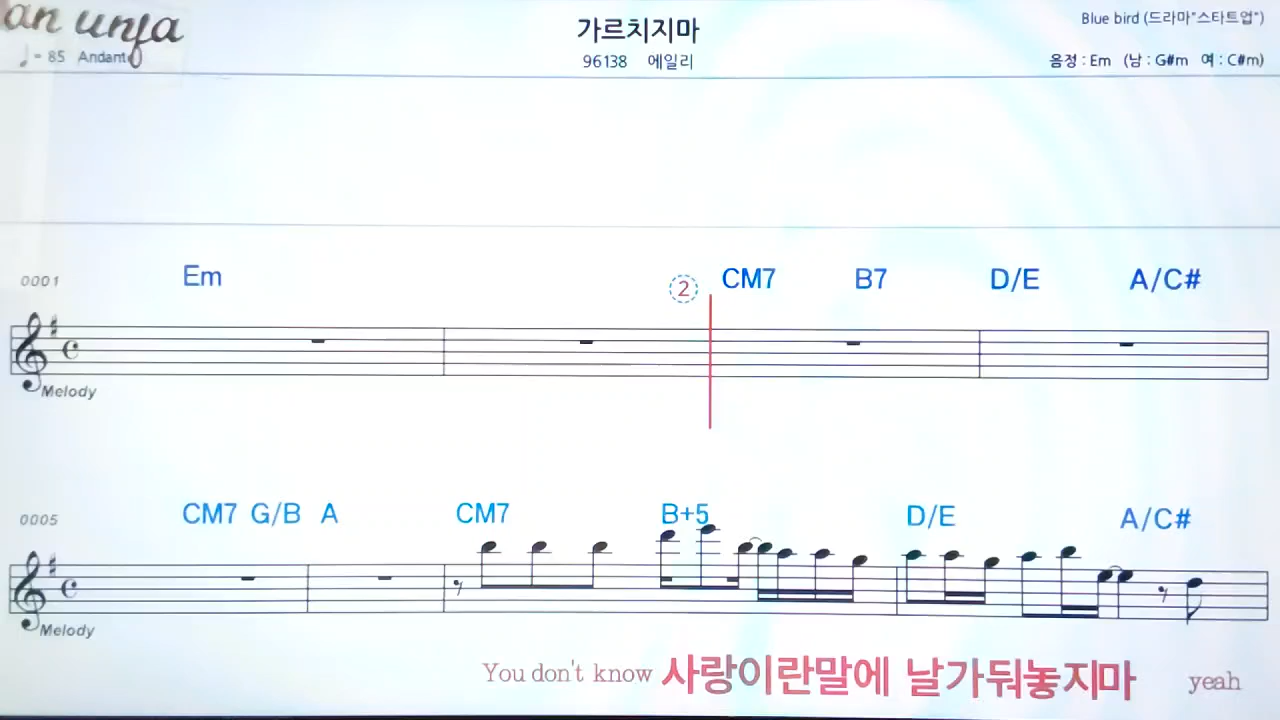 an unfa
♩= 85 Andant
가르치지마
96138 에일리
Blue bird (드라마"스타트업")
음정 : Em (남 : G#m 여 : C#m)
0001 Em ② CM7 B7 D/E A/C#
Melody
0005 CM7 G/B A CM7 B+5 D/E A/C#
Melody
You don't know 사랑이란말에 날가둬놓지마 yeah